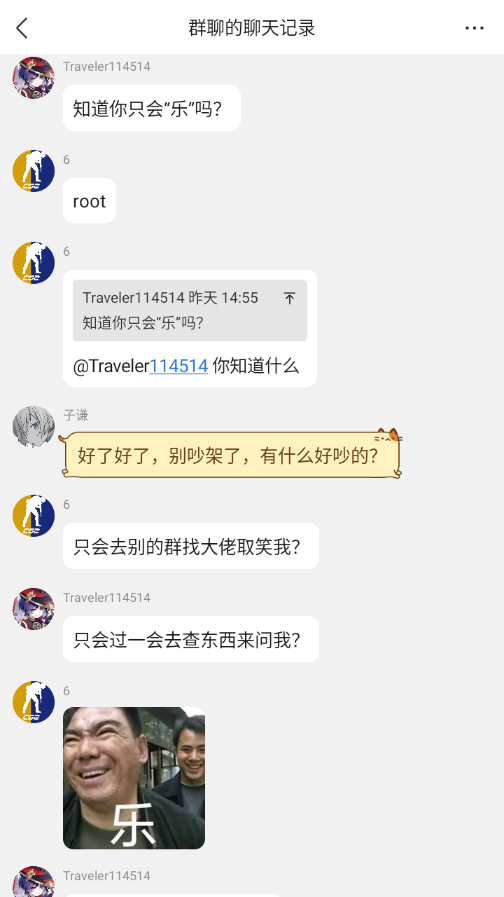 群聊的聊天记录
Traveler114514
知道你只会“乐”吗？
6
root
6
Traveler114514 昨天 14:55
知道你只会“乐”吗？
@Traveler114514 你知道什么
子谦
好了好了，别吵架了，有什么好吵的？
6
只会去别的群找大佬取笑我？
Traveler114514
只会过一会去查东西来问我？
6
乐
Traveler114514